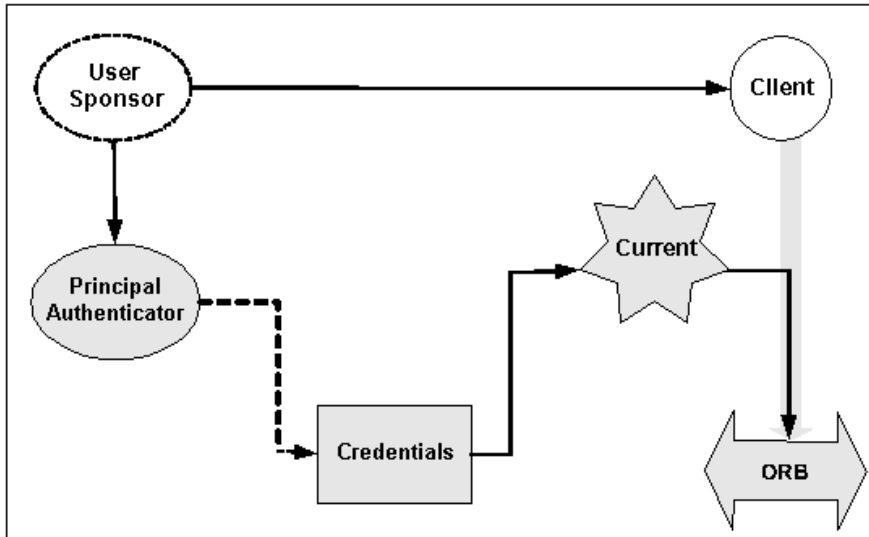 User
Sponsor
Client
Current
Principal
Authenticator
Credentials
ORB